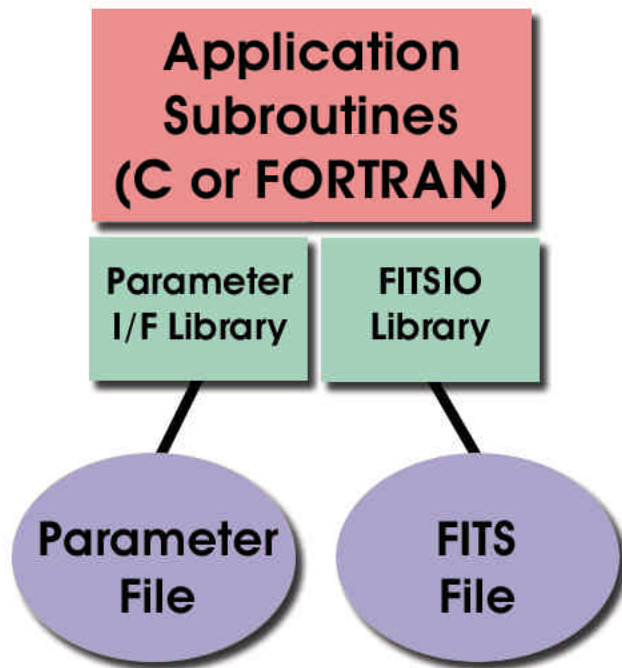 Application
Subroutines
(C or FORTRAN)
Parameter
I/F Library
FITSIO
Library
Parameter
File
FITS
File